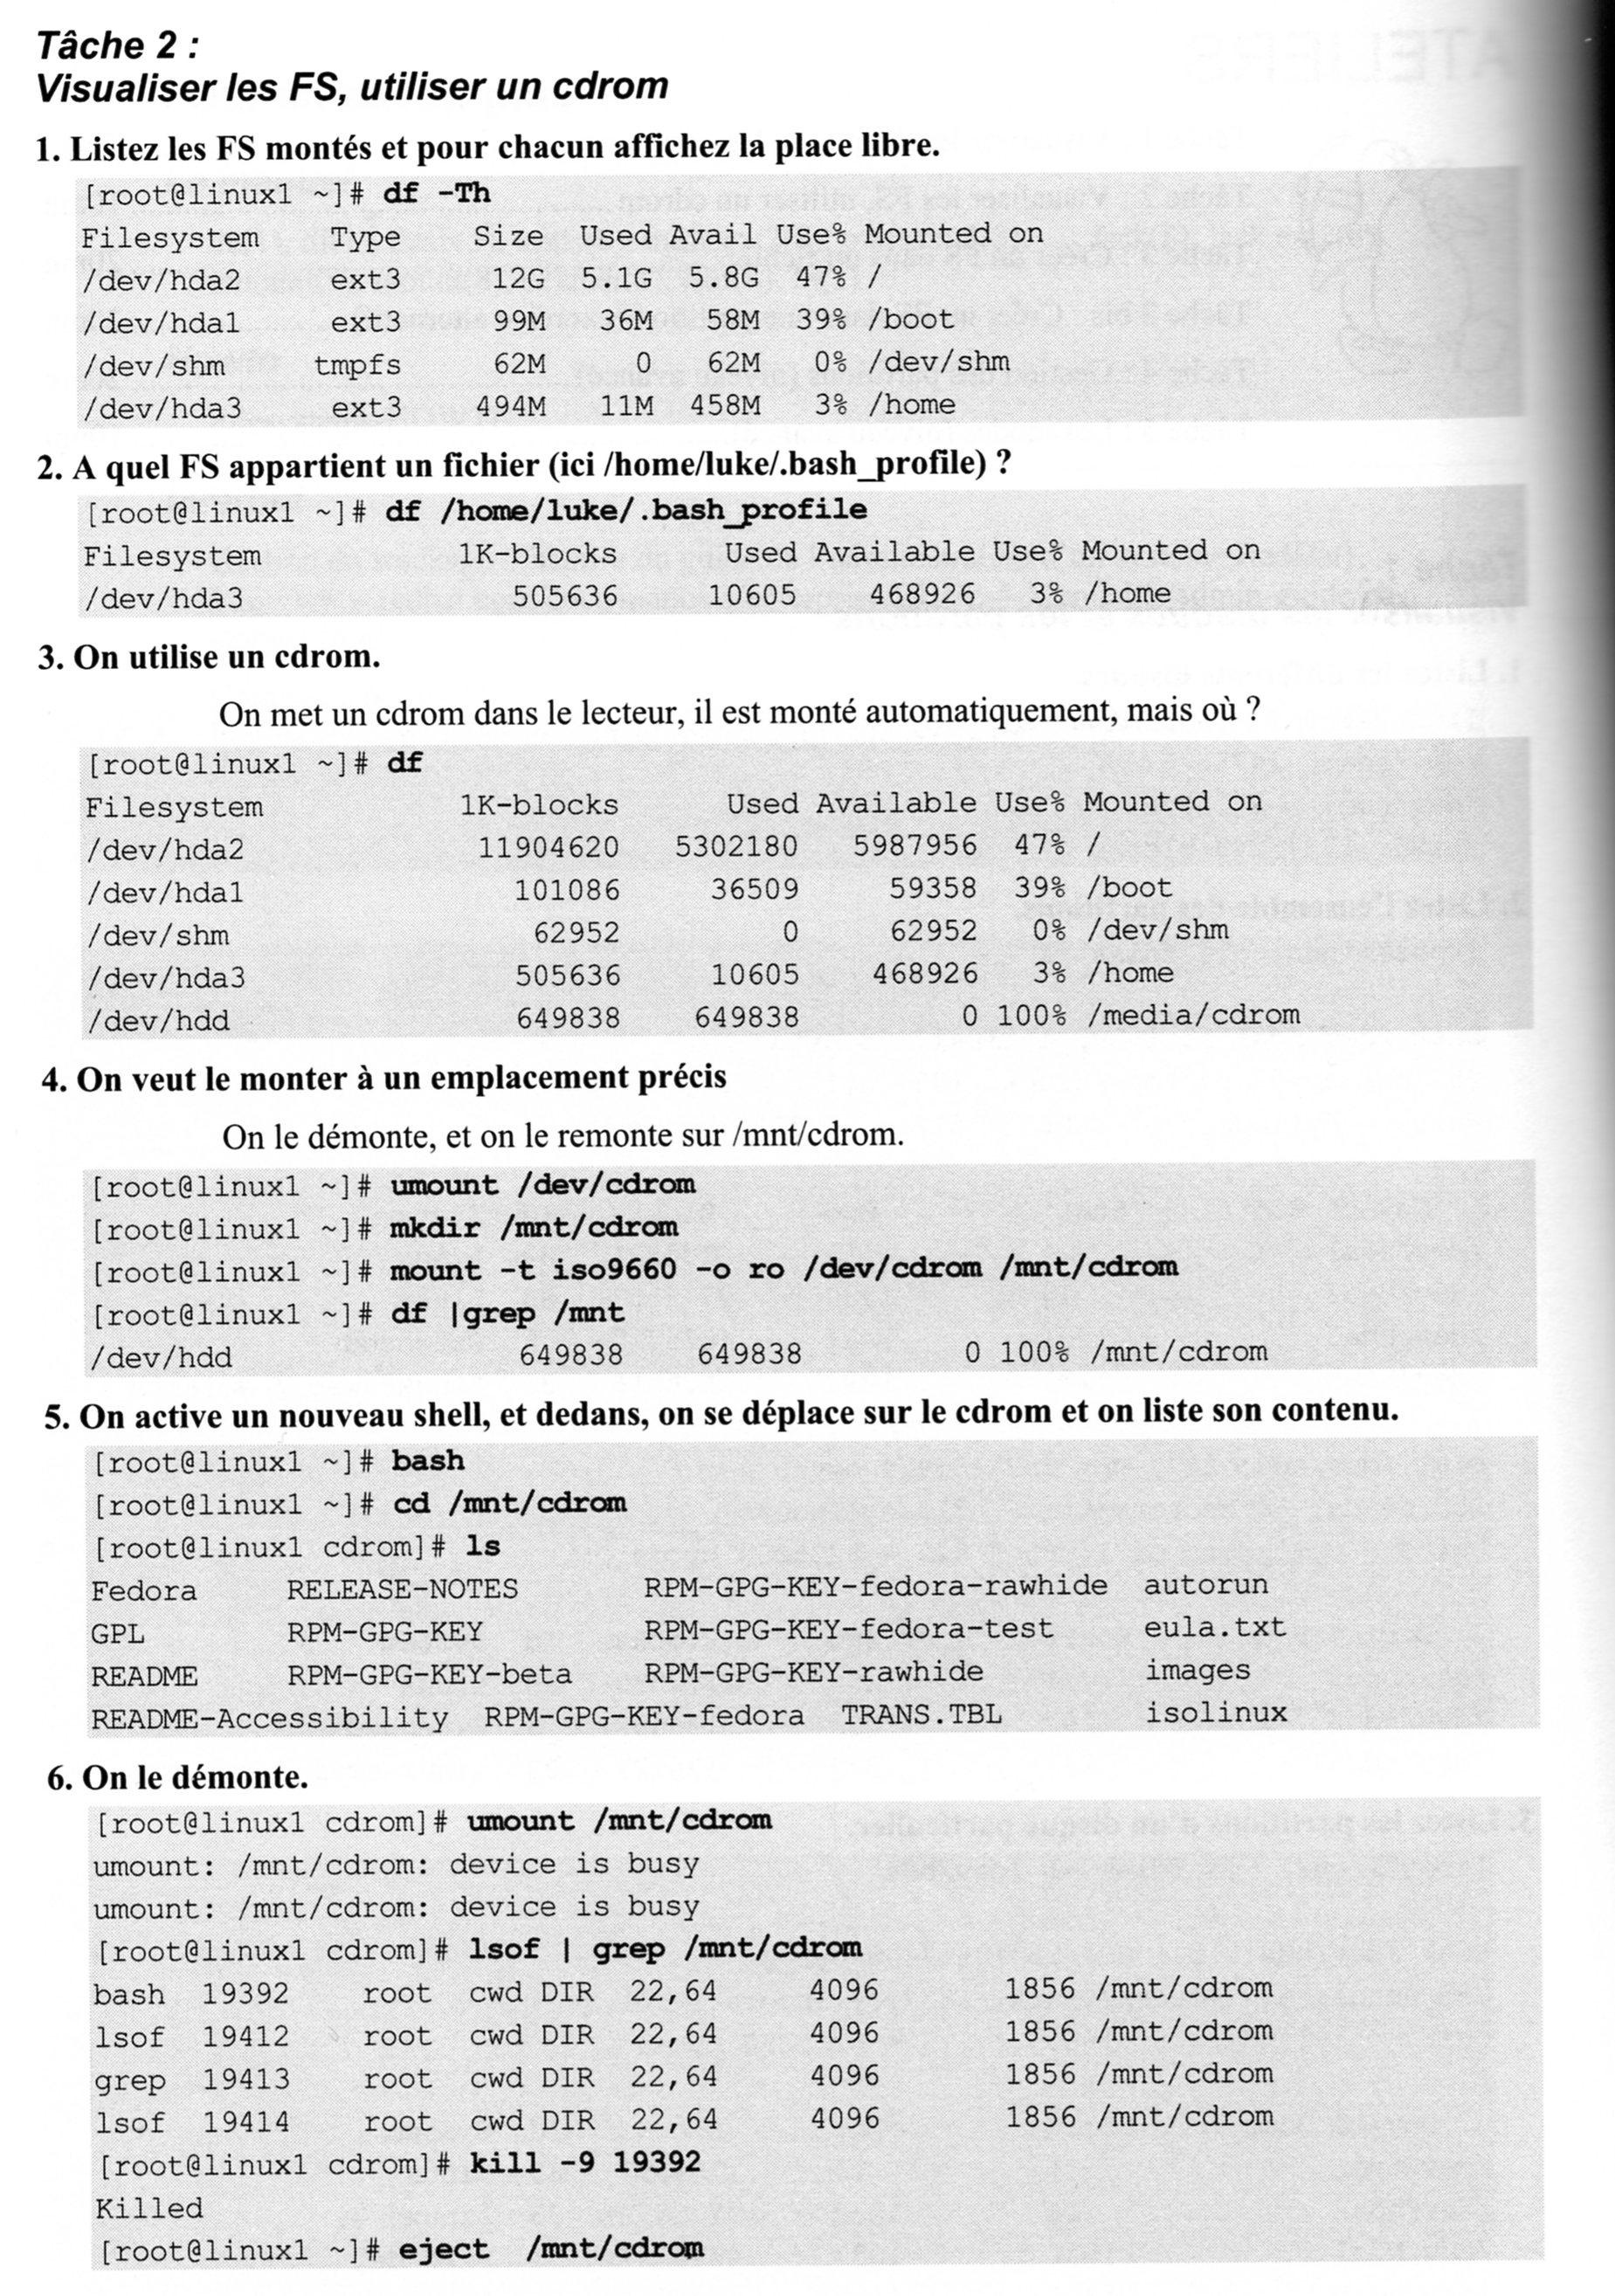 Tâche 2 :
Visualiser les FS, utiliser un cdrom
1. Listez les FS montés et pour chacun affichez la place libre.
[root@linux1 ~]# df -Th
Filesystem Type Size Used Avail Use% Mounted on
/dev/hda2 ext3 12G 5.1G 5.8G 47% /
/dev/hda1 ext3 99M 36M 58M 39% /boot
/dev/shm tmpfs 62M 0 62M 0% /dev/shm
/dev/hda3 ext3 494M 11M 458M 3% /home
2. A quel FS appartient un fichier (ici /home/luke/.bash_profile) ?
[root@linux1 ~]# df /home/luke/.bash_profile
Filesystem 1K-blocks Used Available Use% Mounted on
/dev/hda3 505636 10605 468926 3% /home
3. On utilise un cdrom.
On met un cdrom dans le lecteur, il est monté automatiquement, mais où ?
[root@linux1 ~]# df
Filesystem 1K-blocks Used Available Use% Mounted on
/dev/hda2 11904620 5302180 5987956 47% /
/dev/hda1 101086 36509 59358 39% /boot
/dev/shm 62952 0 62952 0% /dev/shm
/dev/hda3 505636 10605 468926 3% /home
/dev/hdd 649838 649838 0 100% /media/cdrom
4. On veut le monter à un emplacement précis
On le démonte, et on le remonte sur /mnt/cdrom.
[root@linux1 ~]# umount /dev/cdrom
[root@linux1 ~]# mkdir /mnt/cdrom
[root@linux1 ~]# mount -t iso9660 -o ro /dev/cdrom /mnt/cdrom
[root@linux1 ~]# df |grep /mnt
/dev/hdd 649838 649838 0 100% /mnt/cdrom
5. On active un nouveau shell, et dedans, on se déplace sur le cdrom et on liste son contenu.
[root@linux1 ~]# bash
[root@linux1 ~]# cd /mnt/cdrom
[root@linux1 cdrom]# ls
Fedora RELEASE-NOTES RPM-GPG-KEY-fedora-rawhide autorun
GPL RPM-GPG-KEY RPM-GPG-KEY-fedora-test eula.txt
README RPM-GPG-KEY-beta RPM-GPG-KEY-rawhide images
README-Accessibility RPM-GPG-KEY-fedora TRANS.TBL isolinux
6. On le démonte.
[root@linux1 cdrom]# umount /mnt/cdrom
umount: /mnt/cdrom: device is busy
umount: /mnt/cdrom: device is busy
[root@linux1 cdrom]# lsof | grep /mnt/cdrom
bash 19392 root cwd DIR 22,64 4096 1856 /mnt/cdrom
lsof 19412 root cwd DIR 22,64 4096 1856 /mnt/cdrom
grep 19413 root cwd DIR 22,64 4096 1856 /mnt/cdrom
lsof 19414 root cwd DIR 22,64 4096 1856 /mnt/cdrom
[root@linux1 cdrom]# kill -9 19392
Killed
[root@linux1 ~]# eject /mnt/cdrom